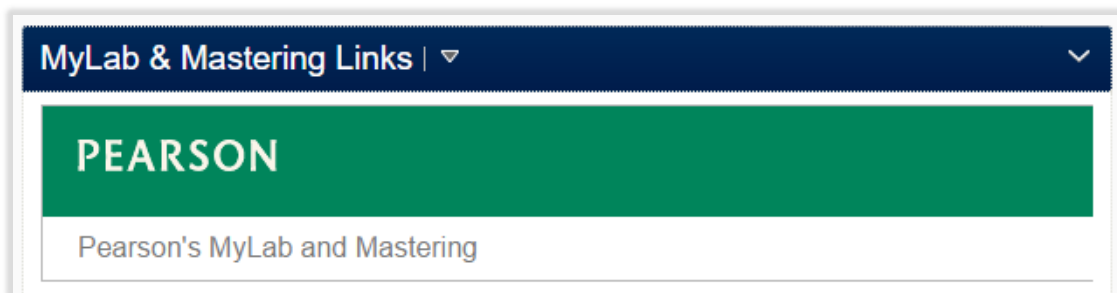 MyLab & Mastering Links
PEARSON
Pearson's MyLab and Mastering